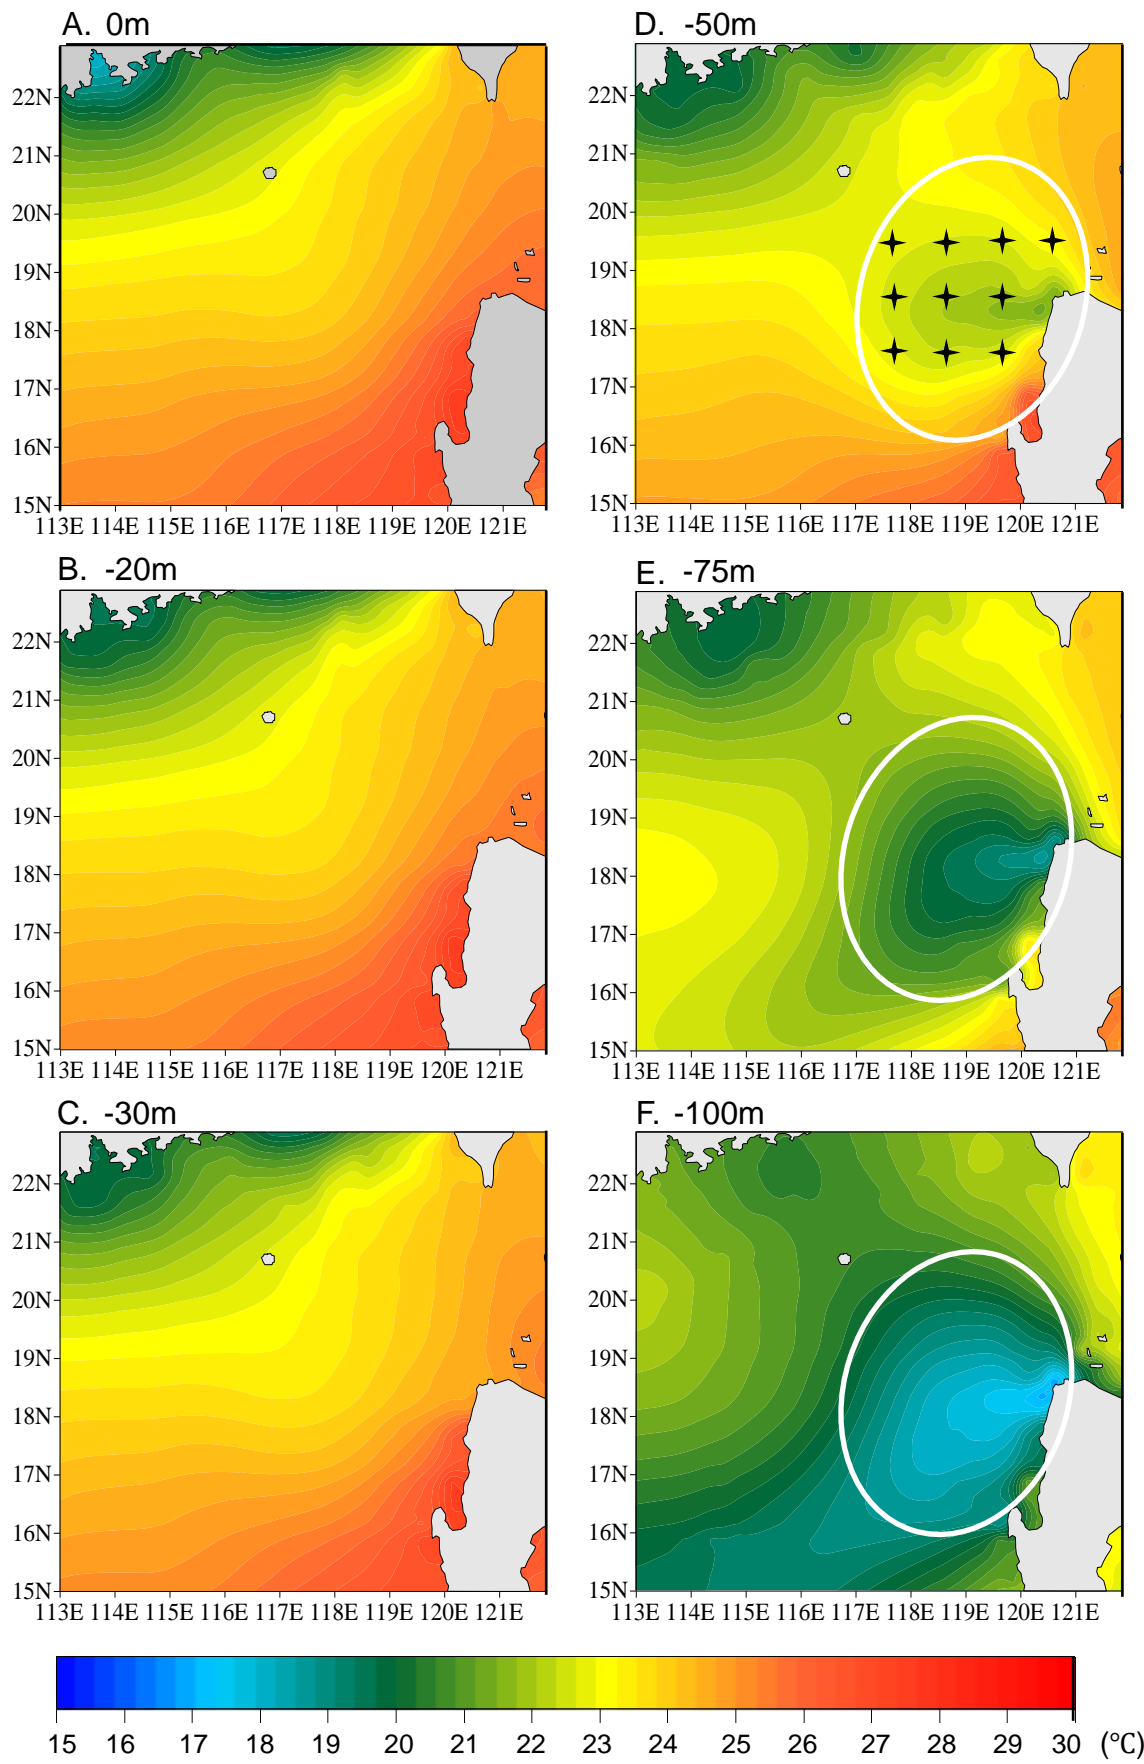 A. 0m
22N
21N
20N
19N
18N
17N
16N
15N
113E 114E 115E 116E 117E 118E 119E 120E 121E
B. -20m
22N
21N
20N
19N
18N
17N
16N
15N
113E 114E 115E 116E 117E 118E 119E 120E 121E
C. -30m
22N
21N
20N
19N
18N
17N
16N
15N
113E 114E 115E 116E 117E 118E 119E 120E 121E
D. -50m
22N
21N
20N
19N
18N
17N
16N
15N
113E 114E 115E 116E 117E 118E 119E 120E 121E
E. -75m
22N
21N
20N
19N
18N
17N
16N
15N
113E 114E 115E 116E 117E 118E 119E 120E 121E
F. -100m
22N
21N
20N
19N
18N
17N
16N
15N
113E 114E 115E 116E 117E 118E 119E 120E 121E
15 16 17 18 19 20 21 22 23 24 25 26 27 28 29 30 (℃)